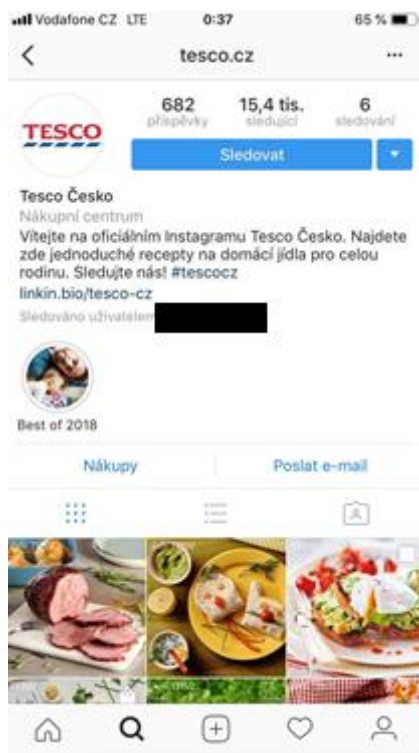 Vodafone CZ LTE 0:37 65 %
tesco.cz
TESCO
682 15,4 tis. 6
příspěvky sledující sledování
Sledovat
Tesco Česko
Nákupní centrum
Vítejte na oficiálním Instagramu Tesco Česko. Najdete
zde jednoduché recepty na domácí jídla pro celou
rodinu. Sledujte nás! #tescocz
linkin.bio/tesco-cz
Sledováno uživatelem
Best of 2018
Nákupy Poslat e-mail